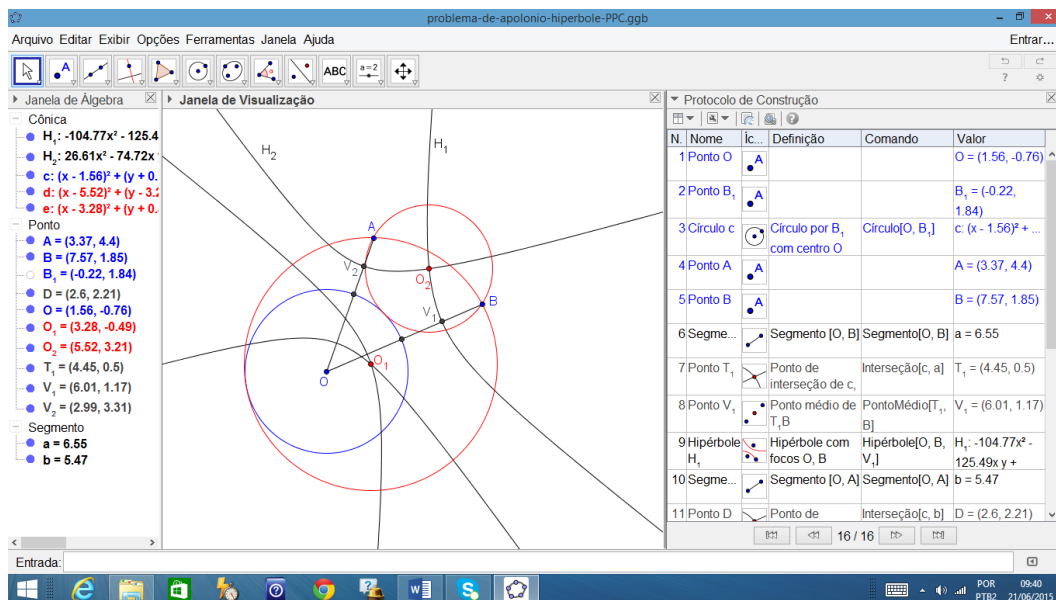 problema-de-apolonio-hiperbole-PPC.ggb
Arquivo Editar Exibir Opções Ferramentas Janela Ajuda
Entrar...
A
ABC
a=2
?
Janela de Álgebra
Cônica
H₁: -104.77x² - 125.4
H₂: 26.61x² - 74.72x
c: (x - 1.56)² + (y + 0.
d: (x - 5.52)² + (y - 3.2
e: (x - 3.28)² + (y + 0.
Ponto
A = (3.37, 4.4)
B = (7.57, 1.85)
B₁ = (-0.22, 1.84)
D = (2.6, 2.21)
O = (1.56, -0.76)
O₁ = (3.28, -0.49)
O₂ = (5.52, 3.21)
T₁ = (4.45, 0.5)
V₁ = (6.01, 1.17)
V₂ = (2.99, 3.31)
Segmento
a = 6.55
b = 5.47
Janela de Visualização
H₂
H₁
A
V₂
O₂
B
V₁
O₁
O
Protocolo de Construção
N. Nome Íc... Definição Comando Valor
1 Ponto O A O = (1.56, -0.76)
2 Ponto B₁ A B₁ = (-0.22,
1.84)
3 Círculo c Círculo por B₁ Círculo[O, B₁] c: (x - 1.56)² + ...
com centro O
4 Ponto A A A = (3.37, 4.4)
5 Ponto B A B = (7.57, 1.85)
6 Segme... Segmento [O, B] Segmento[O, B] a = 6.55
7 Ponto T₁ Ponto de Interseção[c, a] T₁ = (4.45, 0.5)
interseção de c,
8 Ponto V₁ Ponto médio de PontoMédio[T₁, V₁ = (6.01, 1.17)
T₁B B]
9 Hipérbole Hipérbole com Hipérbole[O, B, H₁: -104.77x² -
H₁ focos O, B V₁] 125.49x y +
10 Segme... Segmento [O, A] Segmento[O, A] b = 5.47
11 Ponto D Ponto de Interseção[c, b] D = (2.6, 2.21)
16 / 16
Entrada:
POR 09:40
PTB2 21/06/2015